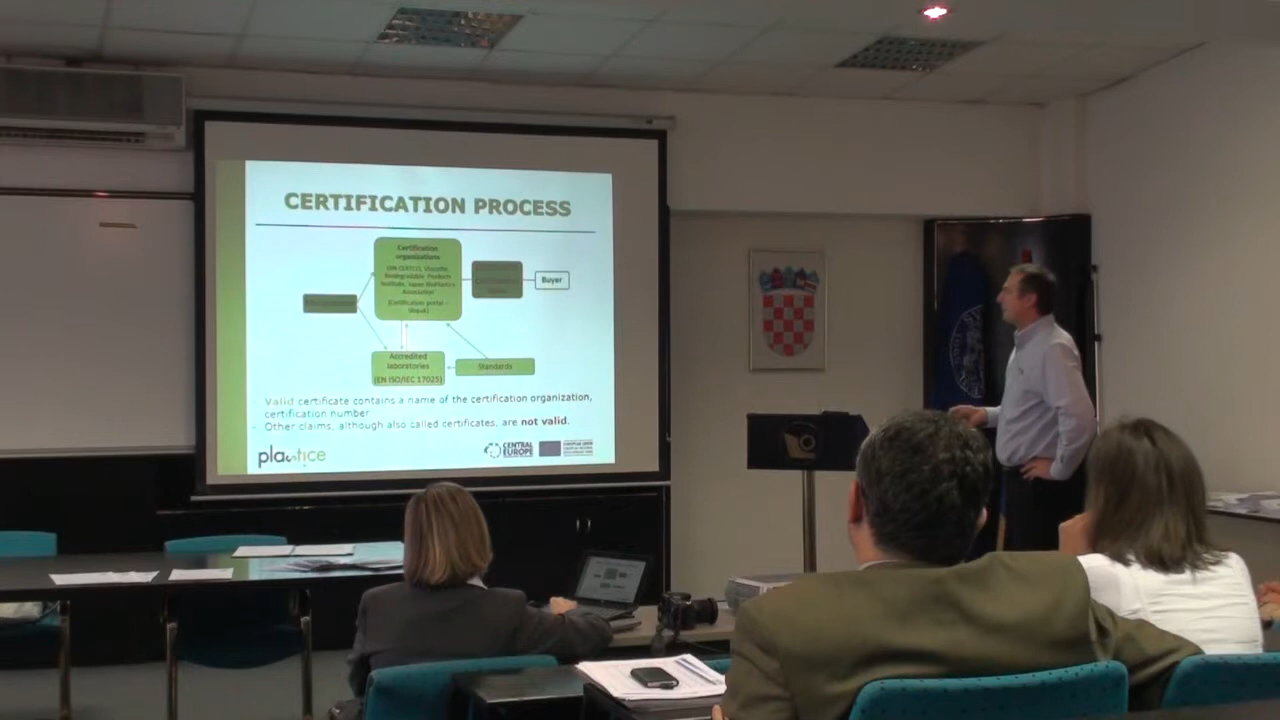 CERTIFICATION PROCESS
Certification
organizations
(DIN CERTCO, Vinçotte,
Biodegradable Products
Institute, Japan BioPlastics
Association)
(Certification portal –
Buyer
Accredited
laboratories
(EN ISO/IEC 17025)
Standards
Valid certificate contains a name of the certification organization,
certification number
Other claims, although also called certificates, are not valid.
plastice
CENTRAL
EUROPE
EUROPEAN UNION